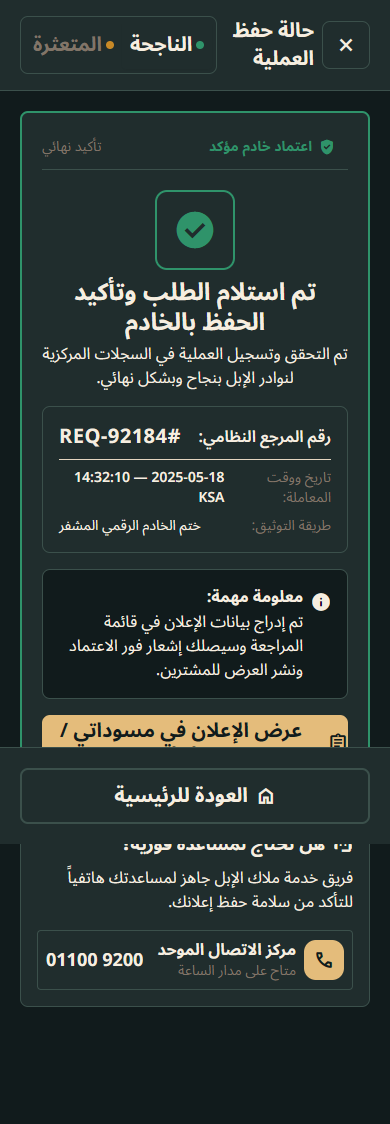 حالة حفظ
العملية
الناجحة
المتعثرة
اعتماد خادم مؤكد
تأكيد نهائي
تم استلام الطلب وتأكيد
الحفظ بالخادم
تم التحقق وتسجيل العملية في السجلات المركزية
لنوادر الإبل بنجاح وبشكل نهائي.
رقم المرجع النظامي:
REQ-92184#
تاريخ ووقت
المعاملة:
14:32:10 — 2025-05-18
KSA
طريقة التوثيق:
ختم الخادم الرقمي المشفر
معلومة مهمة:
تم إدراج بيانات الإعلان في قائمة
المراجعة وسيصلك إشعار فور الاعتماد
ونشر العرض للمشترين.
عرض الإعلان في مسوداتي /
العودة للرئيسية
هل تحتاج لمساعدة فورية؟
فريق خدمة ملاك الإبل جاهز لمساعدتك هاتفياً
للتأكد من سلامة حفظ إعلانك.
مركز الاتصال الموحد
متاح على مدار الساعة
01100 9200